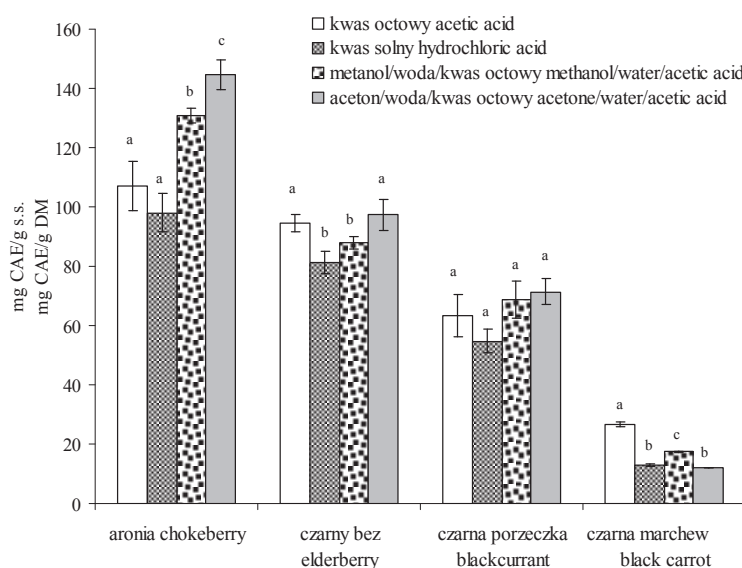 160
140
120
100
80
60
40
20
0
mg CAE/g s.s.
mg CAE/g DM
kwas octowy acetic acid
kwas solny hydrochloric acid
metanol/woda/kwas octowy methanol/water/acetic acid
aceton/woda/kwas octowy acetone/water/acetic acid
a
a
b
c
a
b
b
a
a
a
a
a
a
b
c
b
aronia chokeberry
czarny bez
elderberry
czarna porzeczka
blackcurrant
czarna marchew
black carrot